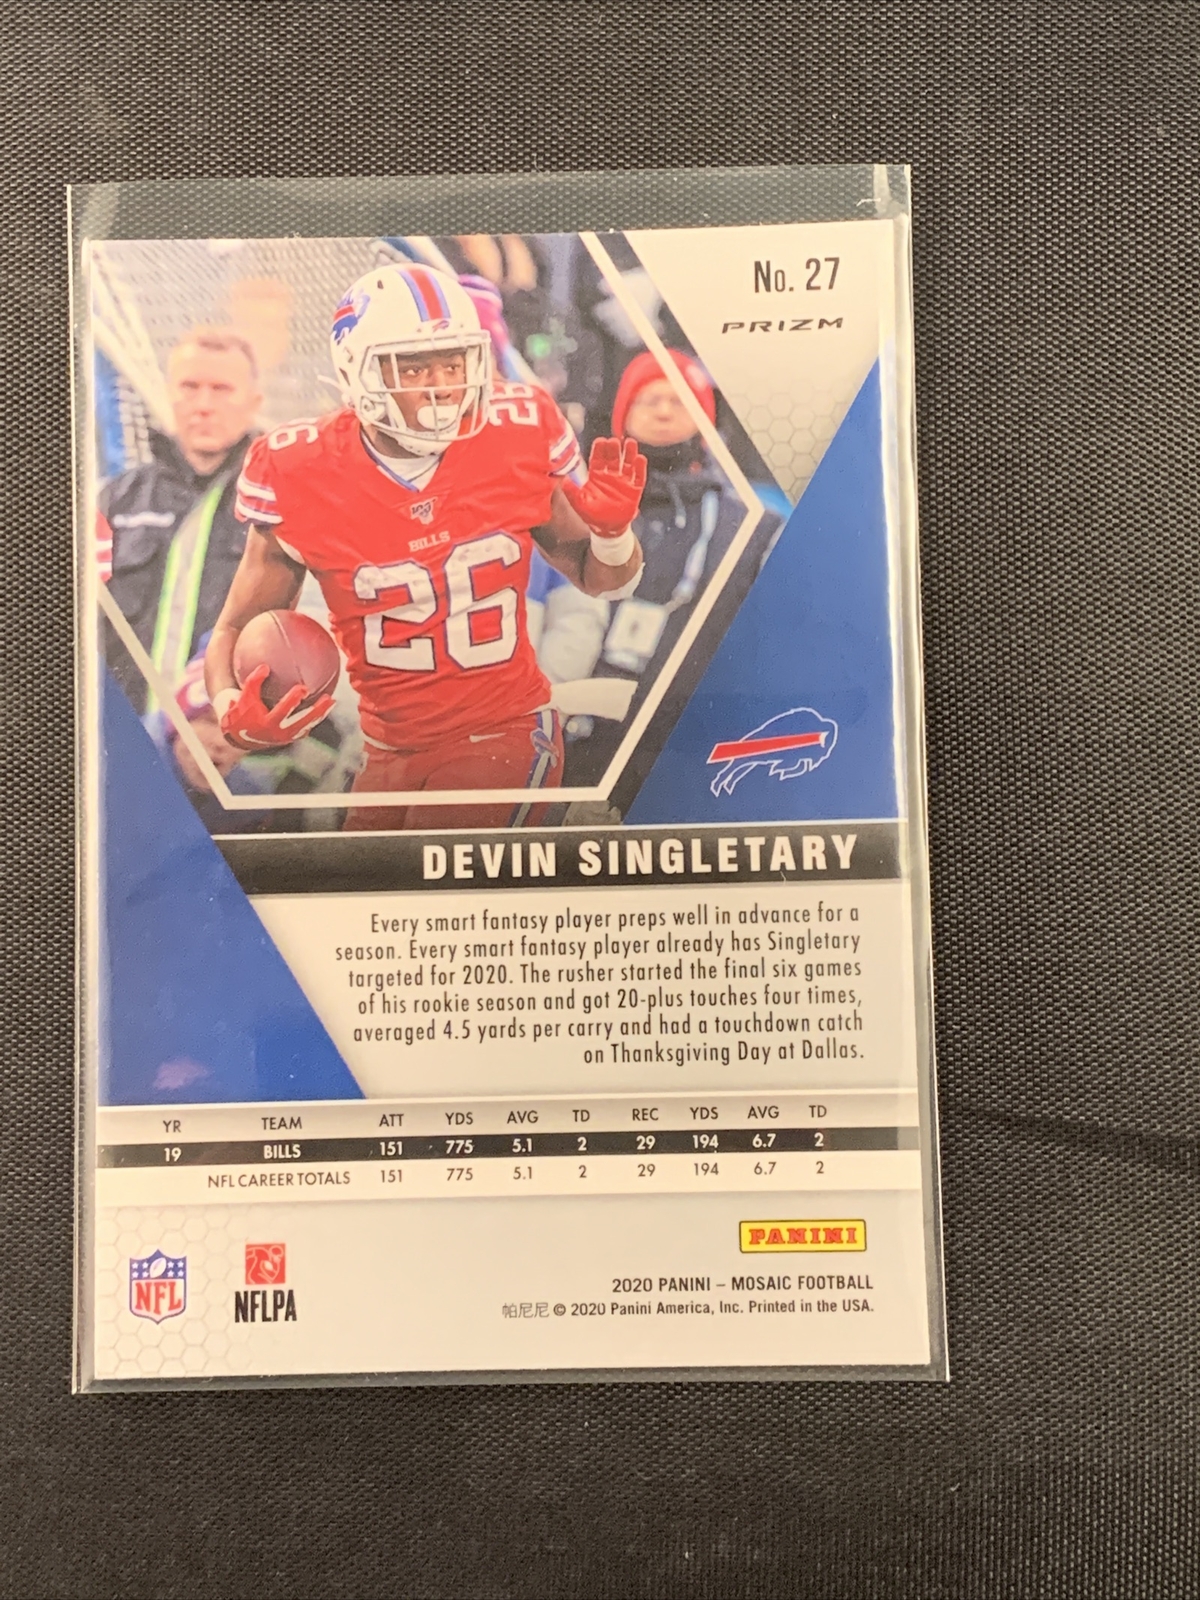 No. 27
PRIZM
26
26
100
BILLS
26
DEVIN SINGLETARY
Every smart fantasy player preps well in advance for a
season. Every smart fantasy player already has Singletary
targeted for 2020. The rusher started the final six games
of his rookie season and got 20-plus touches four times,
averaged 4.5 yards per carry and had a touchdown catch
on Thanksgiving Day at Dallas.
YR TEAM ATT YDS AVG TD REC YDS AVG TD
19 BILLS 151 775 5.1 2 29 194 6.7 2
NFL CAREER TOTALS 151 775 5.1 2 29 194 6.7 2
PANINI
NFL
NFLPA
2020 PANINI – MOSAIC FOOTBALL
帕尼尼 © 2020 Panini America, Inc. Printed in the USA.